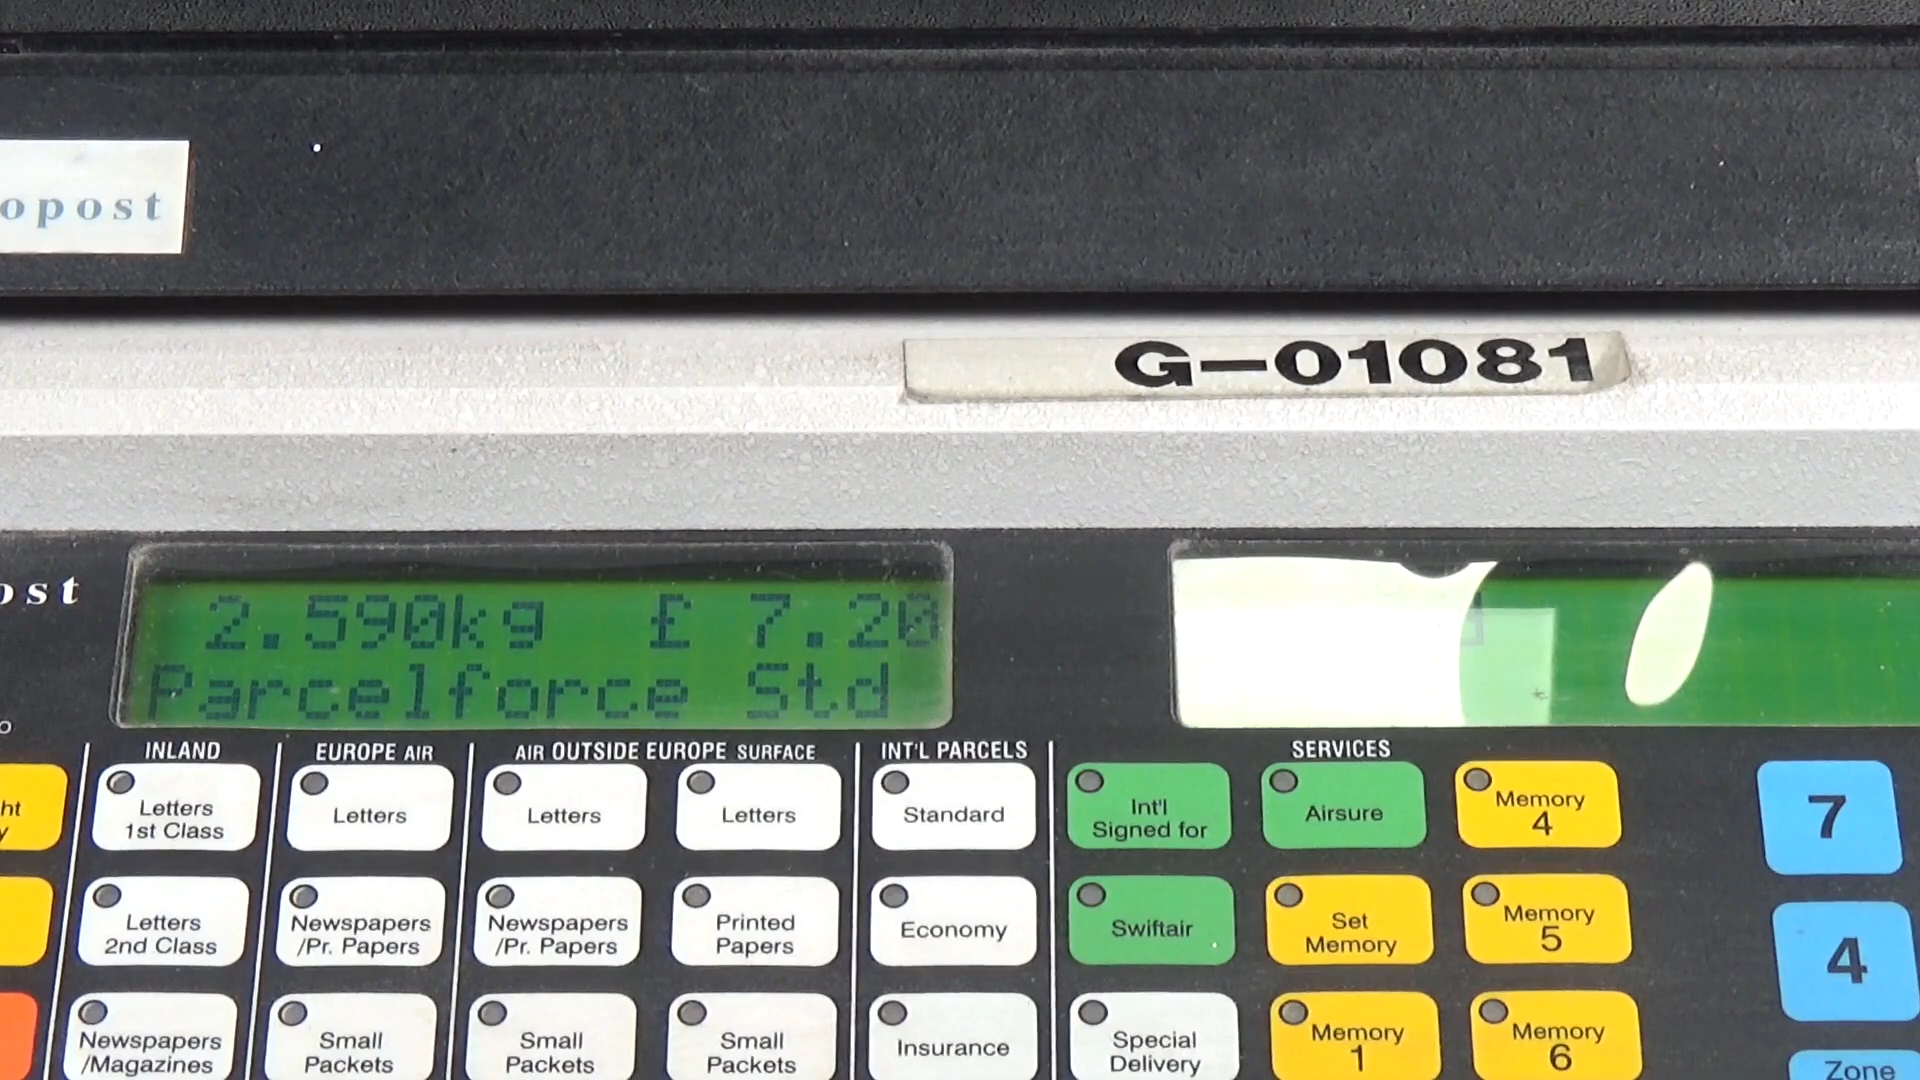 opost
G-01081
ost
2.590kg £ 7.20
Parcelforce Std
INLAND
EUROPE AIR
AIR OUTSIDE EUROPE SURFACE
INT'L PARCELS
SERVICES
Letters
1st Class
Letters
Letters
Letters
Standard
Int'l
Signed for
Airsure
Memory
4
7
ht
y
Letters
2nd Class
Newspapers
/Pr. Papers
Newspapers
/Pr. Papers
Printed
Papers
Economy
Swiftair
Set
Memory
Memory
5
4
Newspapers
/Magazines
Small
Packets
Small
Packets
Small
Packets
Insurance
Special
Delivery
Memory
1
Memory
6
Zone